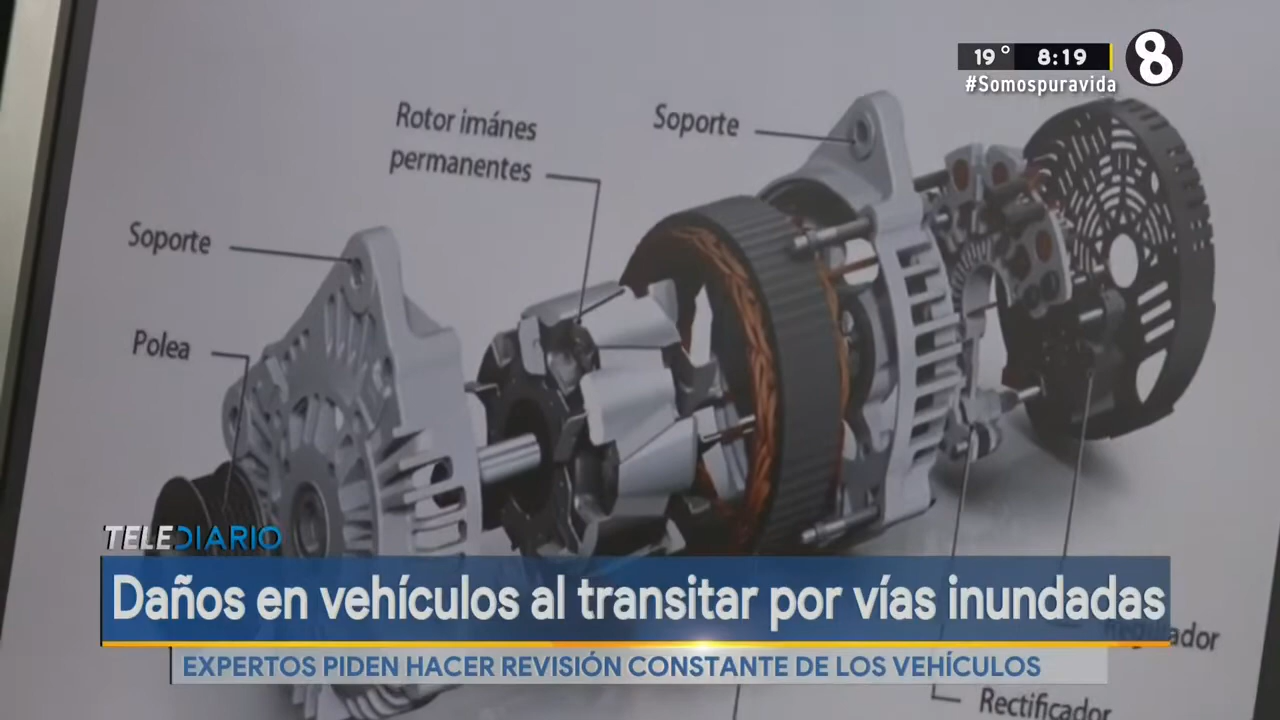 19° 8:19
8
#Somospuravida
Rotor imánes
permanentes
Soporte
Soporte
Polea
TELEDIARIO
Daños en vehículos al transitar por vías inundadas
Regulador
EXPERTOS PIDEN HACER REVISIÓN CONSTANTE DE LOS VEHÍCULOS
Rectificador